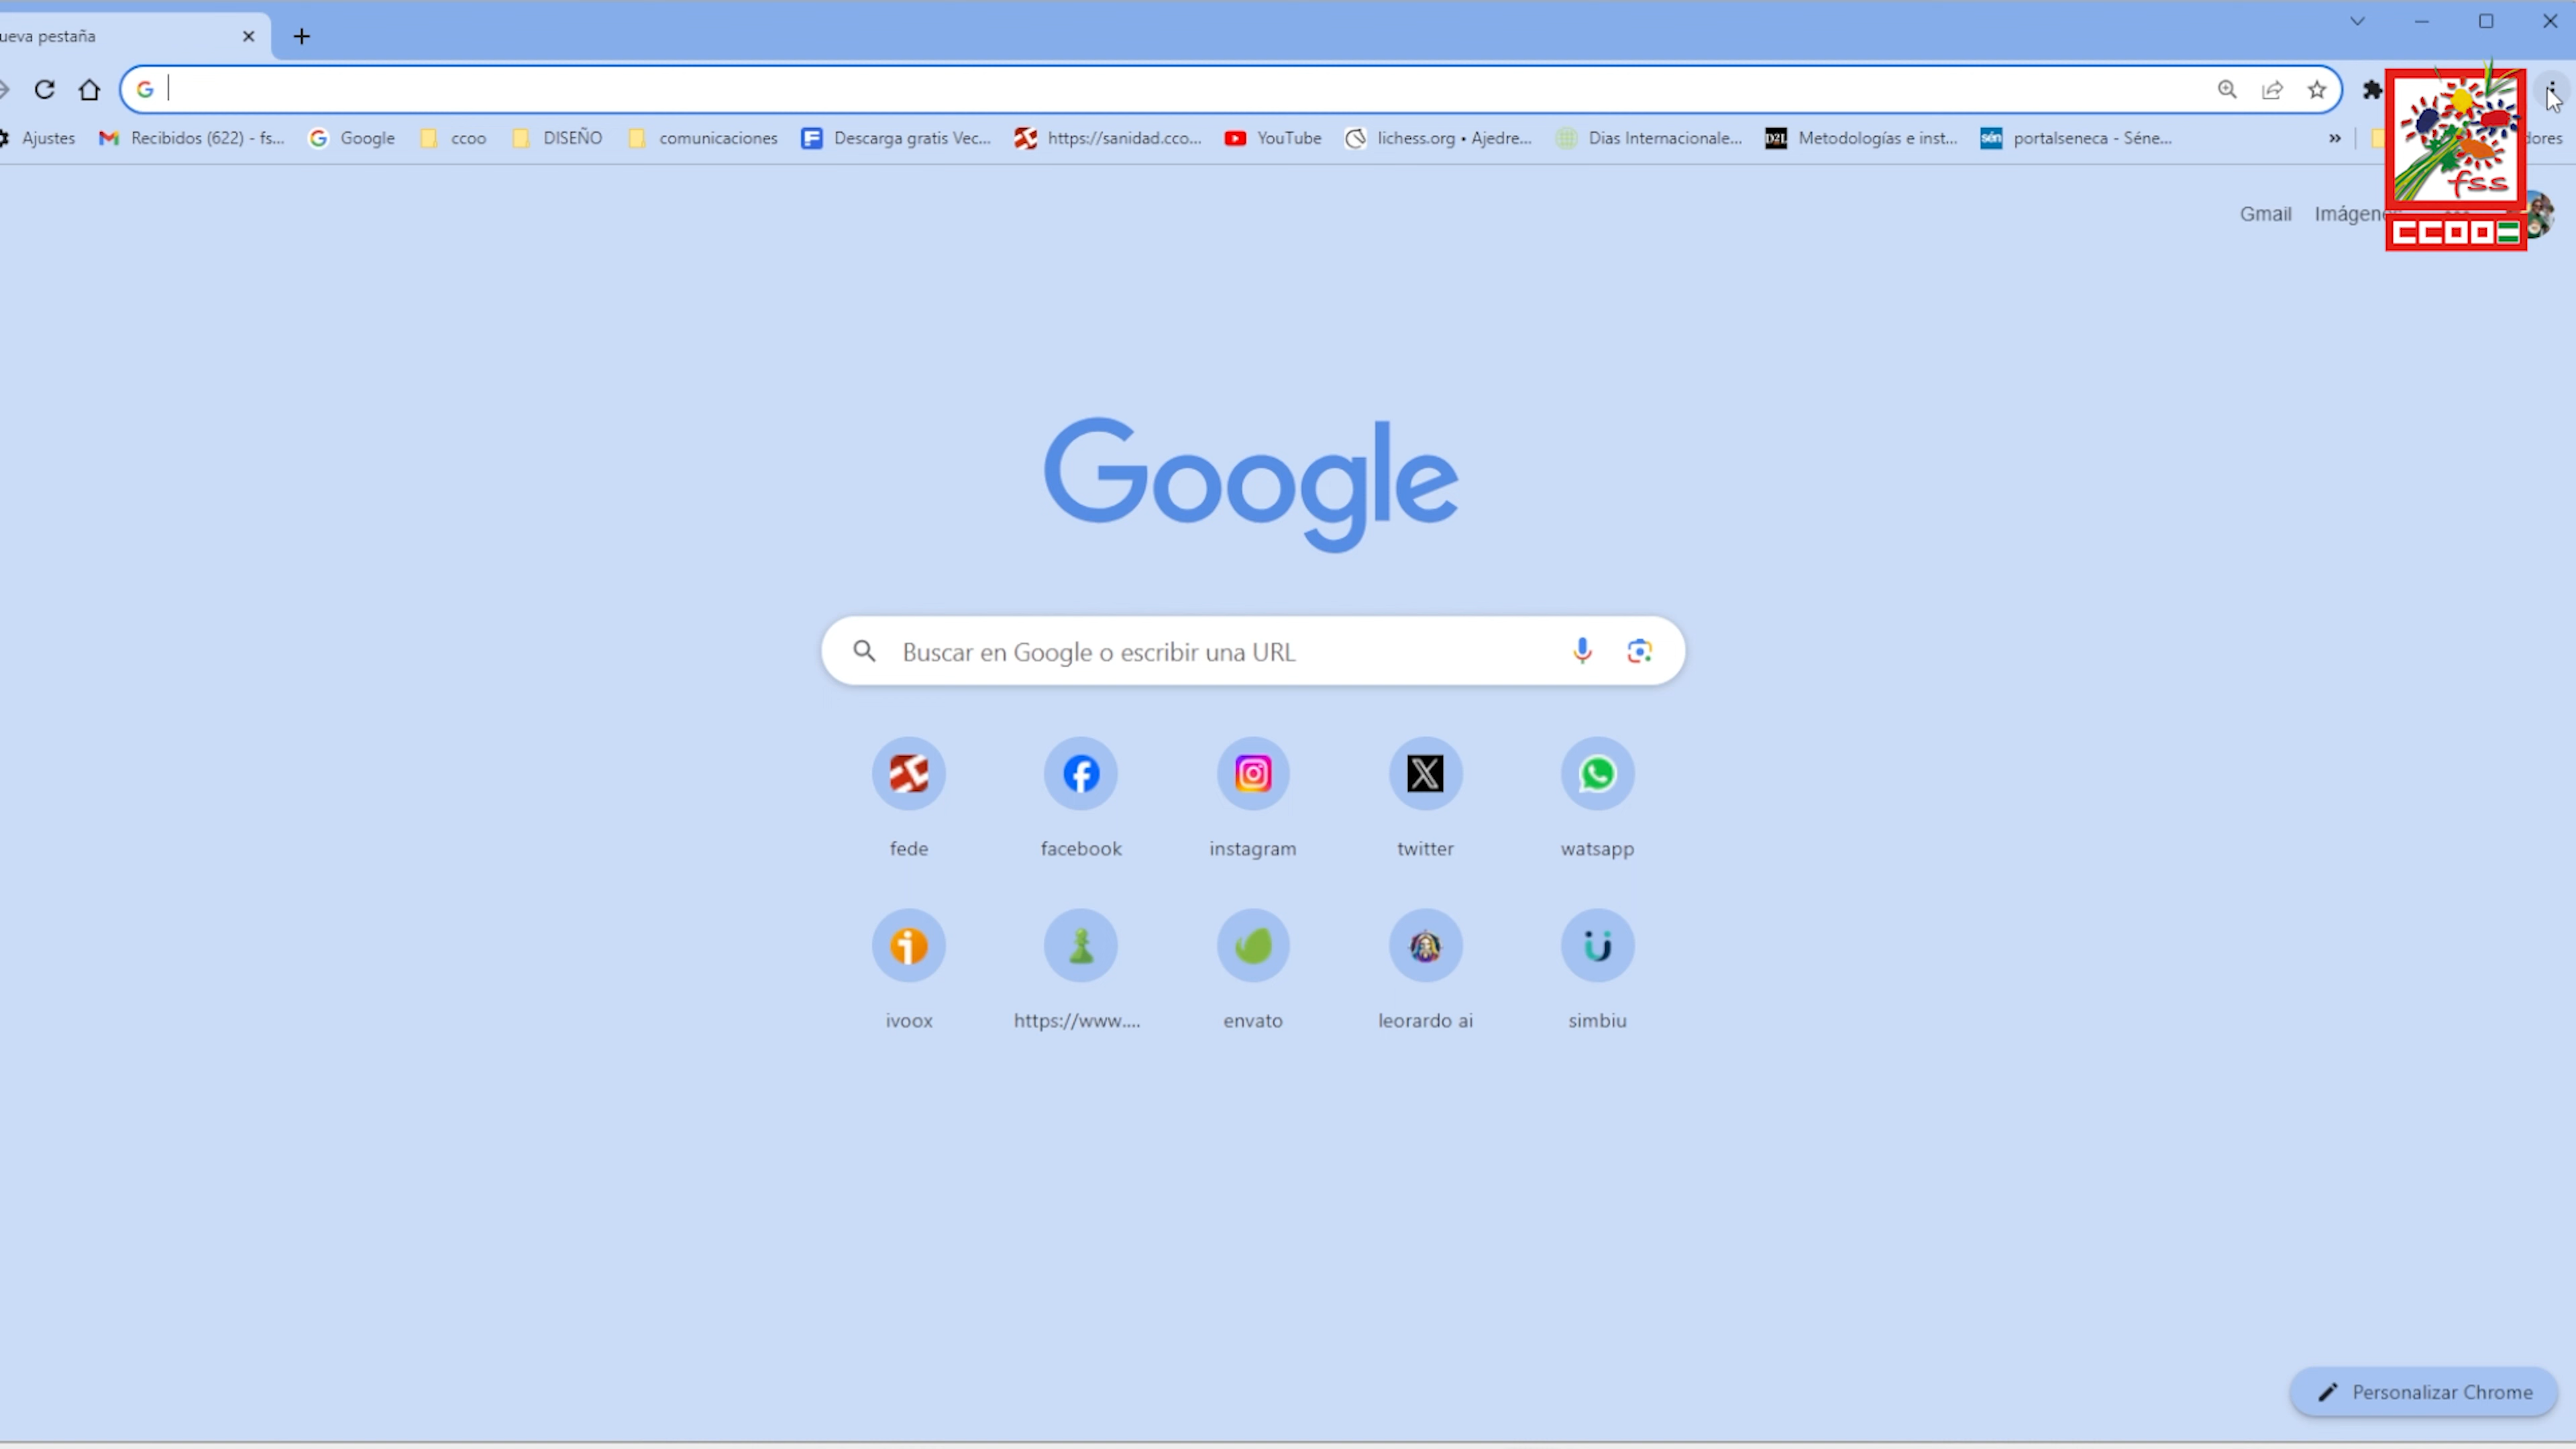 ueva pestaña
Ajustes
Recibidos (622) - fs...
Google
ccoo
DISEÑO
comunicaciones
Descarga gratis Vec...
https://sanidad.cco...
YouTube
lichess.org • Ajedre...
Dias Internacionale...
Metodologías e inst...
portalseneca - Séne...
»
dores
fss
CCOO
Gmail
Imágene
Google
Buscar en Google o escribir una URL
fede
facebook
instagram
twitter
watsapp
ivoox
https://www....
envato
leorardo ai
simbiu
Personalizar Chrome